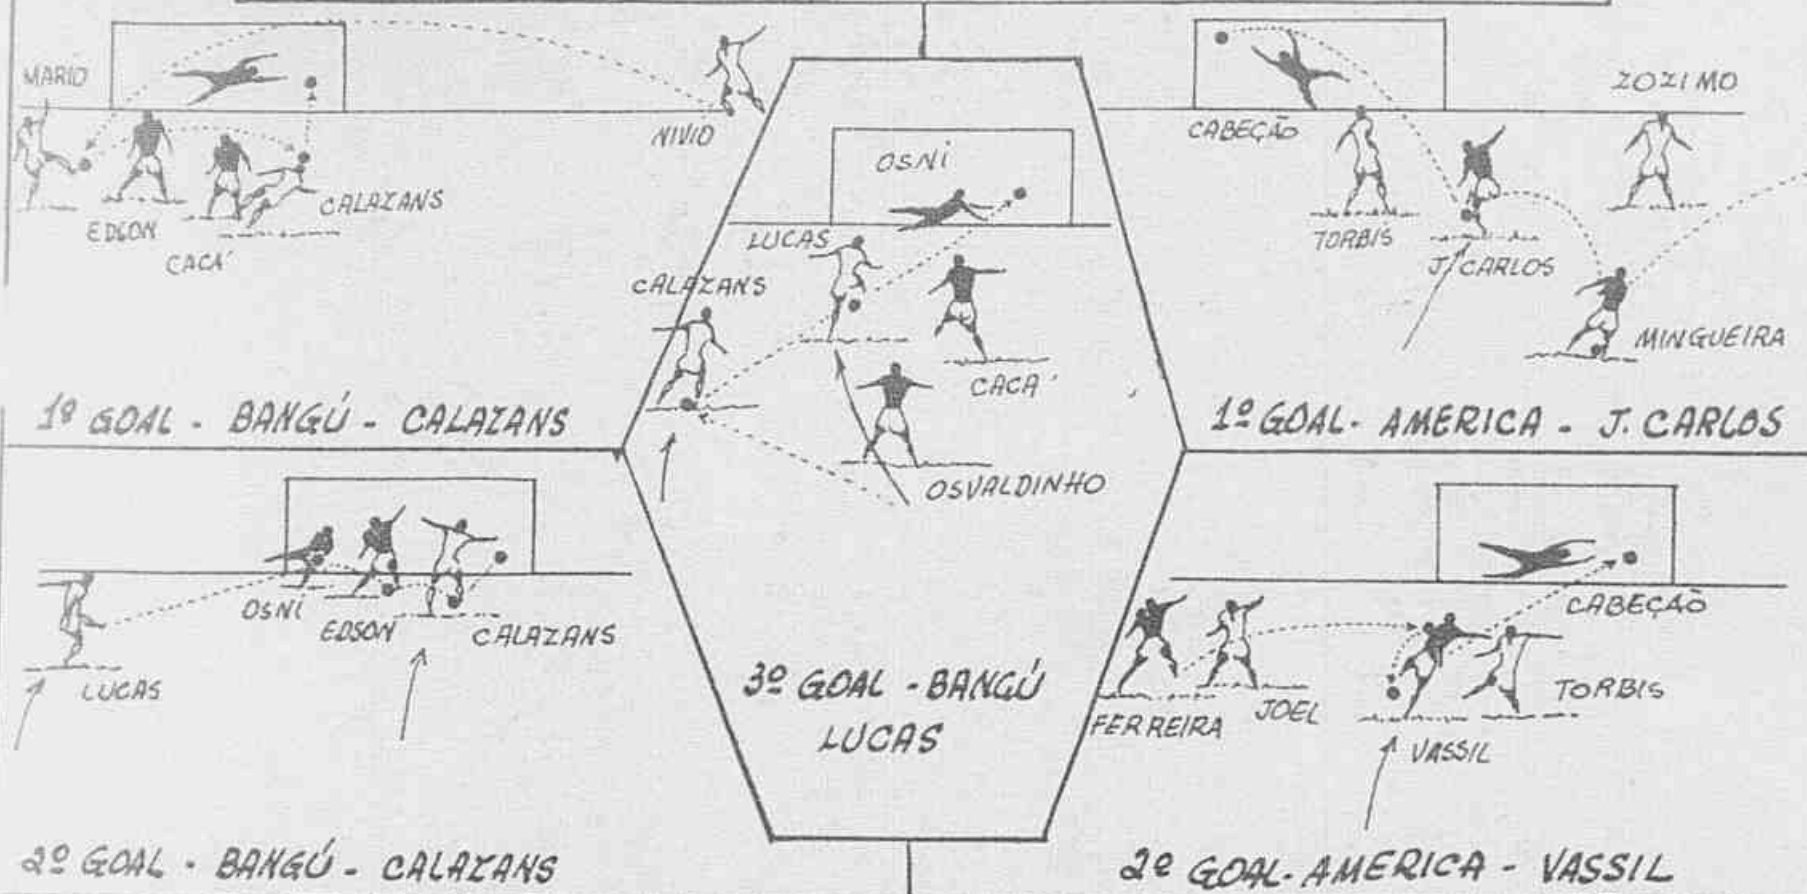 MARIO
EDSON
CACÁ
CALAZANS
NIVIO
1º GOAL - BANGÚ - CALAZANS
OSNI
LUCAS
CALAZANS
CACÁ
OSVALDINHO
3º GOAL - BANGÚ
LUCAS
CABEÇÃO
ZOZIMO
TORBIS
J. CARLOS
MINGUEIRA
1º GOAL - AMERICA - J. CARLOS
OSNI
EDSON
CALAZANS
LUCAS
2º GOAL - BANGÚ - CALAZANS
CABEÇÃO
FERREIRA
JOEL
TORBIS
VASSIL
2º GOAL - AMERICA - VASSIL